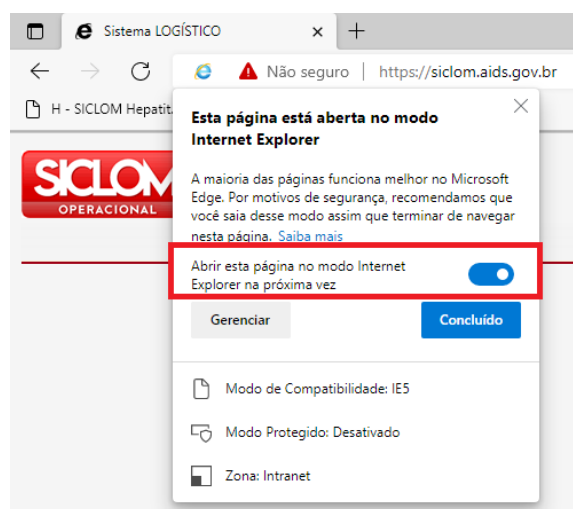 Sistema LOGÍSTICO
Não seguro
https://siclom.aids.gov.br
H - SICLOM Hepatit
SICLOM
OPERACIONAL
Esta página está aberta no modo
Internet Explorer
A maioria das páginas funciona melhor no Microsoft
Edge. Por motivos de segurança, recomendamos que
você saia desse modo assim que terminar de navegar
nesta página. Saiba mais
Abrir esta página no modo Internet
Explorer na próxima vez
Gerenciar
Concluído
Modo de Compatibilidade: IE5
Modo Protegido: Desativado
Zona: Intranet